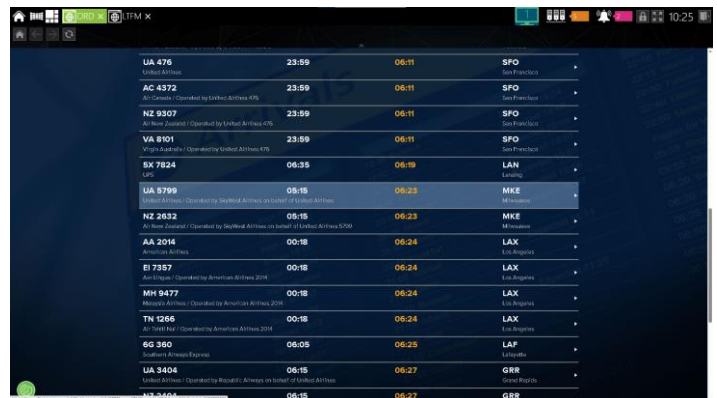 ORD × LTFM ×
1 1 2 10:25
UA 476 23:59 06:11 SFO
United Airlines San Francisco
AC 4372 23:59 06:11 SFO
Air Canada / Operated by United Airlines 476 San Francisco
NZ 9307 23:59 06:11 SFO
Air New Zealand / Operated by United Airlines 476 San Francisco
VA 8101 23:59 06:11 SFO
Virgin Australia / Operated by United Airlines 476 San Francisco
5X 7824 06:35 06:19 LAN
UPS Lansing
UA 5799 05:15 06:23 MKE
United Airlines / Operated by SkyWest Airlines on behalf of United Airlines Milwaukee
NZ 2632 05:15 06:23 MKE
Air New Zealand / Operated by SkyWest Airlines on behalf of United Airlines 5799 Milwaukee
AA 2014 00:18 06:24 LAX
American Airlines Los Angeles
EI 7357 00:18 06:24 LAX
Aer Lingus / Operated by American Airlines 2014 Los Angeles
MH 9477 00:18 06:24 LAX
Malaysia Airlines / Operated by American Airlines 2014 Los Angeles
TN 1266 00:18 06:24 LAX
Air Tahiti Nui / Operated by American Airlines 2014 Los Angeles
6G 360 06:05 06:25 LAF
Southern Airways Express Lafayette
UA 3404 06:15 06:27 GRR
United Airlines / Operated by Republic Airways on behalf of United Airlines Grand Rapids
NZ 2404 06:15 06:27 GRR
Arrivals